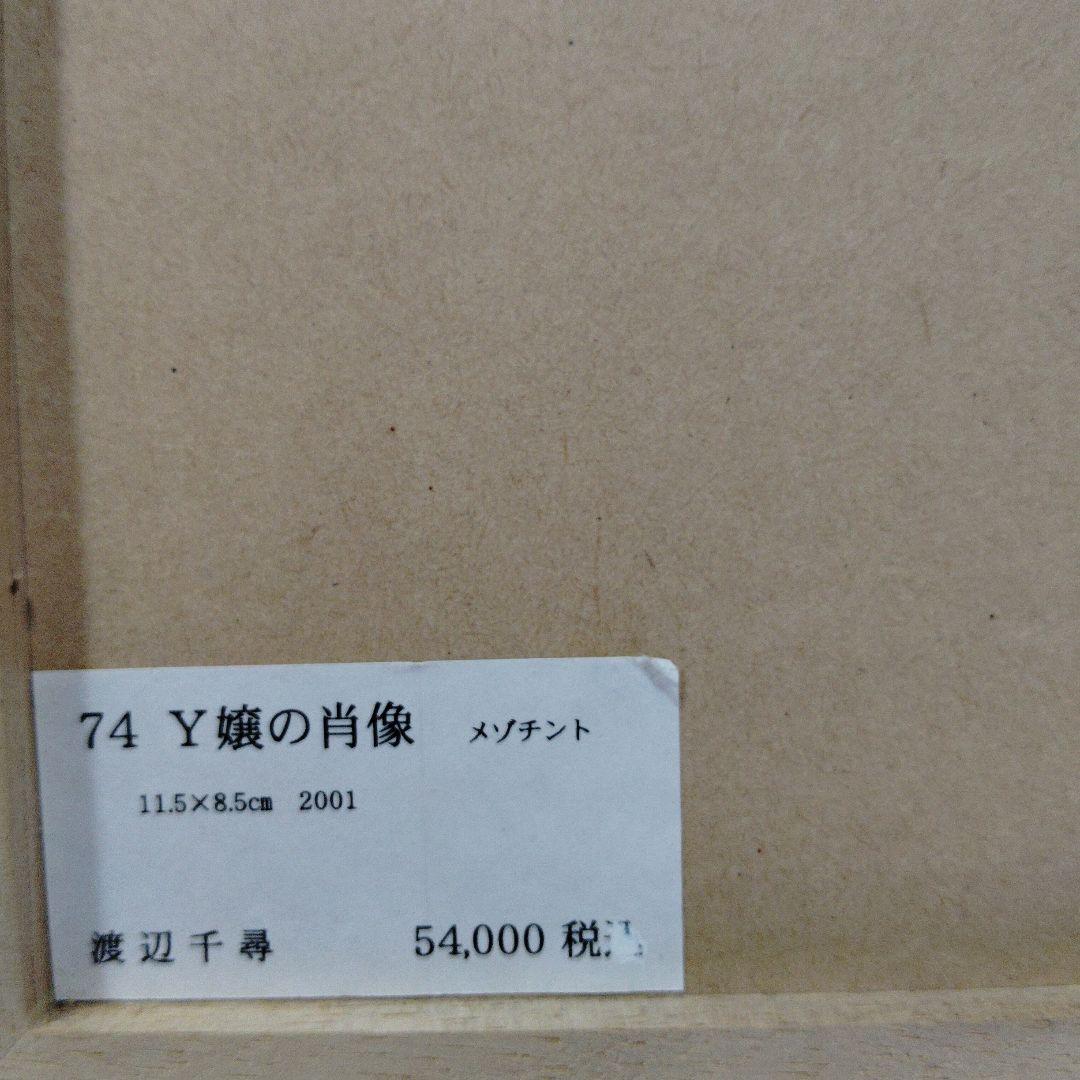 74 Y嬢の肖像 メゾチント
11.5×8.5㎝ 2001
渡辺千尋 54,000 税